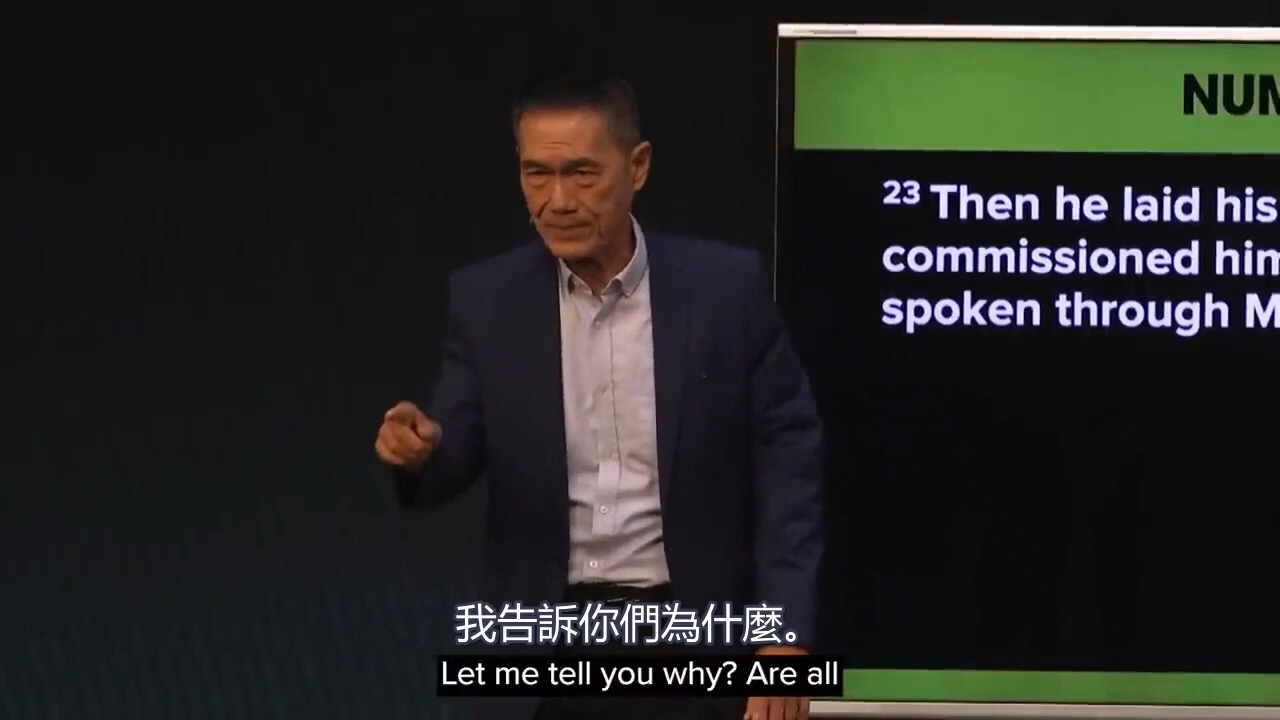 NUM
23 Then he laid his
commissioned him
spoken through M
我告訴你們為什麼。
Let me tell you why? Are all